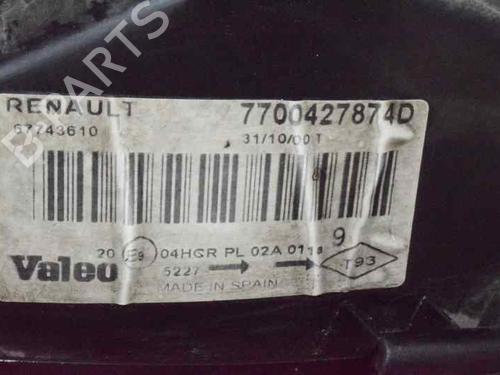 B-PARTS
RENAULT 7700427874D
67743610 31/10/00 T
9
20 E9 04HCR PL 02A 0118
Valeo 5227 T93
MADE IN SPAIN